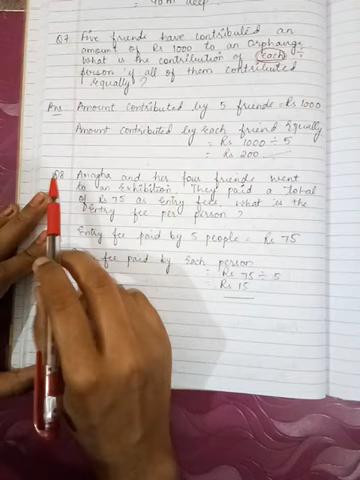 Q7 Five friends have contributed an
amount of Rs 1000 to an Orphanage
What is the contribution of each
person if all of them contributed
Equally ?
Ans: Amount contributed by 5 friends = Rs 1000
Amount contributed by Each friend Equally
= Rs 1000 ÷ 5
= Rs 200
Q8 Anagha and her four friends went
to an Exhibition. They paid a total
of Rs 75 as Entry fee, what is the
Entry fee per person ?
Entry fee paid by 5 people = Rs 75
fee paid by Each person
= Rs 75 ÷ 5
Rs 15